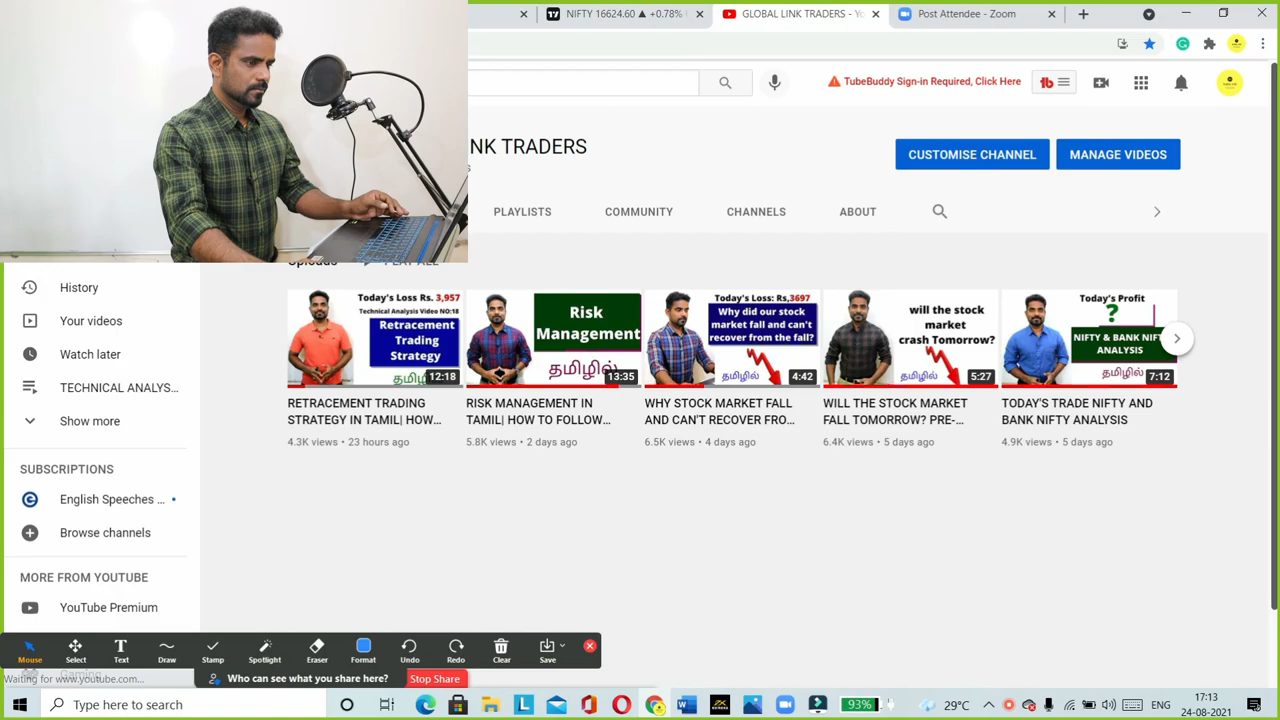 NIFTY 16624.60 ▲ +0.78%
GLOBAL LINK TRADERS - Yo
Post Attendee - Zoom
TubeBuddy Sign-in Required, Click Here
NK TRADERS
CUSTOMISE CHANNEL
MANAGE VIDEOS
PLAYLISTS
COMMUNITY
CHANNELS
ABOUT
History
Your videos
Watch later
TECHNICAL ANALYS...
Show more
SUBSCRIPTIONS
English Speeches ...
Browse channels
MORE FROM YOUTUBE
YouTube Premium
Uploads PLAY ALL
Today's Loss Rs. 3,957
Technical Analysis Video NO:18
Retracement
Trading
Strategy
தமிழில்
12:18
RETRACEMENT TRADING
STRATEGY IN TAMIL| HOW...
4.3K views • 23 hours ago
Risk
Management
தமிழில்
13:35
RISK MANAGEMENT IN
TAMIL| HOW TO FOLLOW...
5.8K views • 2 days ago
Today's Loss: Rs,3697
Why did our stock
market fall and can't
recover from the fall?
தமிழில்
4:42
WHY STOCK MARKET FALL
AND CAN'T RECOVER FRO...
6.5K views • 4 days ago
will the stock
market
crash Tomorrow?
தமிழில்
5:27
WILL THE STOCK MARKET
FALL TOMORROW? PRE-...
6.4K views • 5 days ago
Today's Profit
?
NIFTY & BANK NIFTY
ANALYSIS
தமிழில்
7:12
TODAY'S TRADE NIFTY AND
BANK NIFTY ANALYSIS
4.9K views • 5 days ago
Mouse
Select
Text
Draw
Stamp
Spotlight
Eraser
Format
Undo
Redo
Clear
Save
Gaming
Waiting for www.youtube.com...
Who can see what you share here?
Stop Share
Type here to search
93%
29°C
17:13
24-08-2021